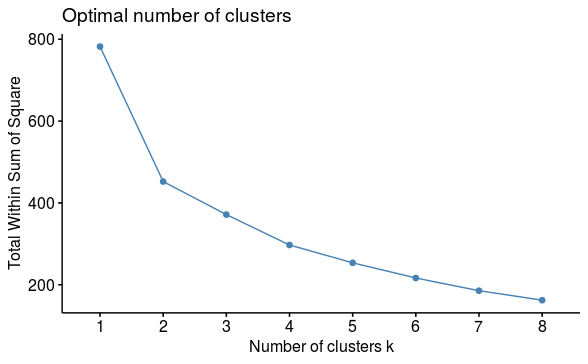 Optimal number of clusters
800
600
400
200
Total Within Sum of Square
1 2 3 4 5 6 7 8
Number of clusters k